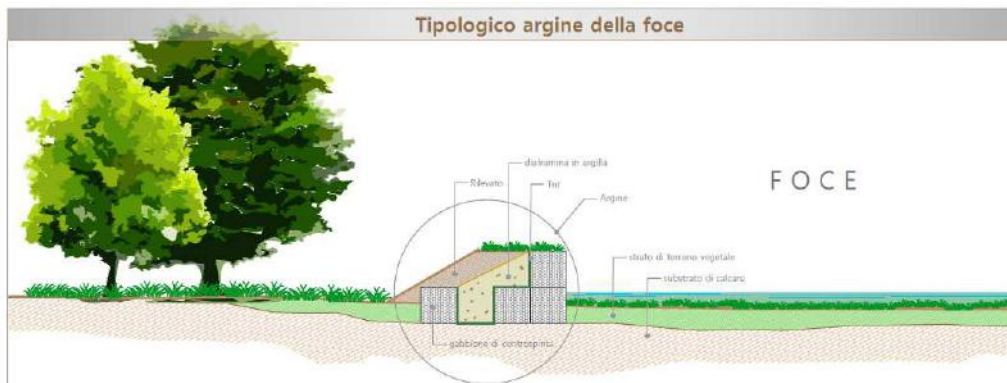 Tipologico argine della foce
diaframma in argilla
Rilevato
Tnt
Argine
FOCE
strato di terreno vegetale
substrato di calcare
gabbione di controspinta